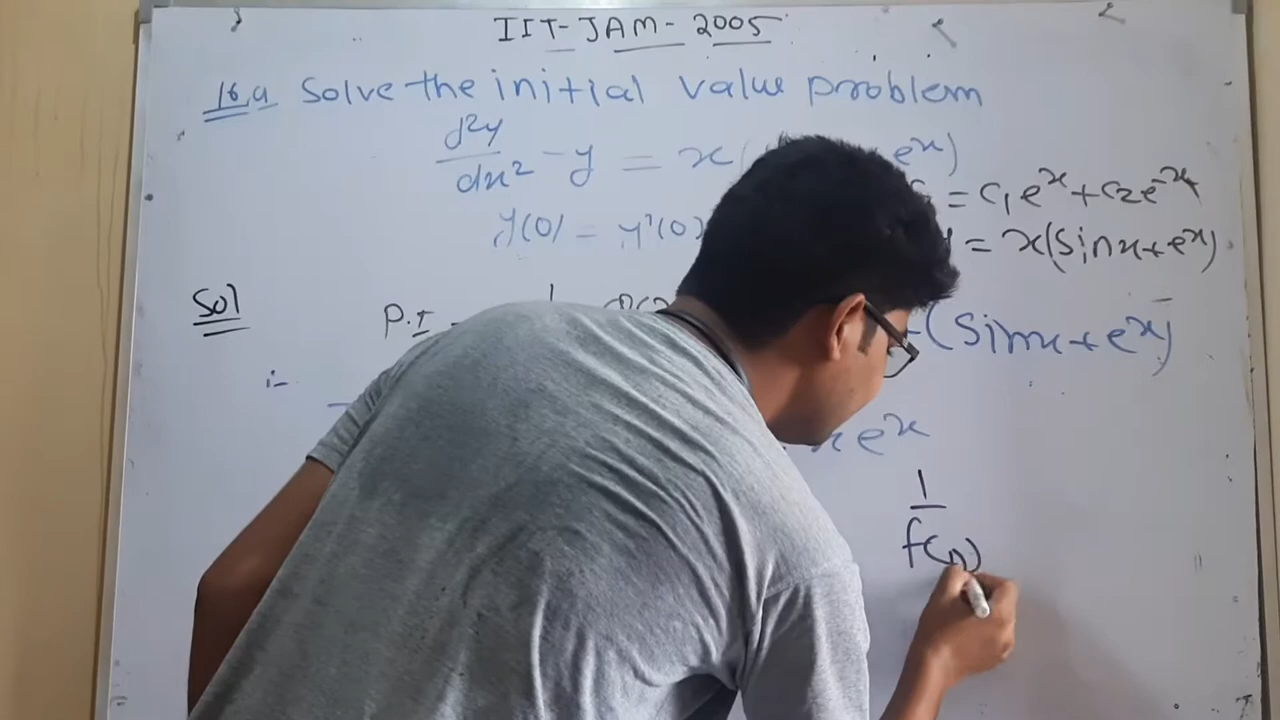 IIT-JAM-2005
16.a Solve the initial value problem
d²y/dx² - y = x( eˣ)
= C₁eˣ+C₂e⁻ˣ
y(0) = y'(0)
= x(Sinx+eˣ)
Sol
P.I
1
(Sinx+eˣ)
:-
xeˣ
1/f(D)